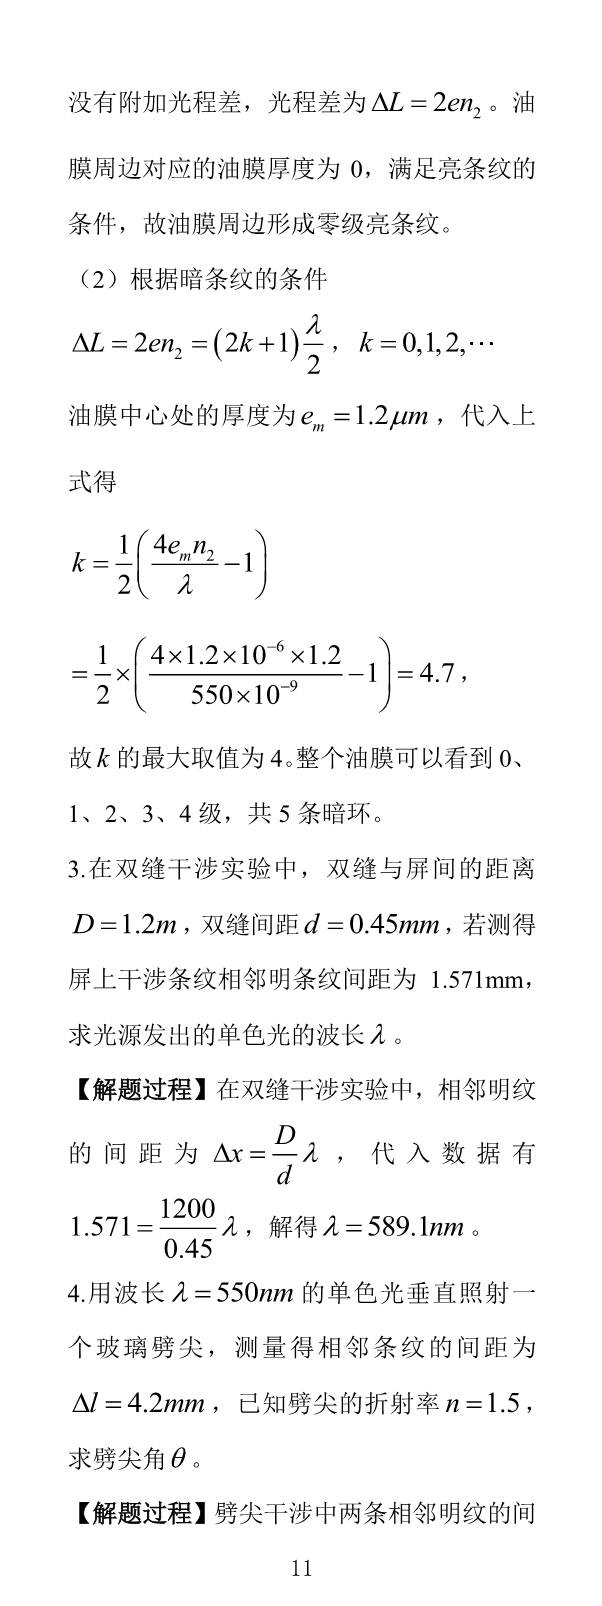 没有附加光程差，光程差为 $\Delta L = 2en_2$ 。油
膜周边对应的油膜厚度为 0，满足亮条纹的
条件，故油膜周边形成零级亮条纹。
（2）根据暗条纹的条件
$\Delta L = 2en_2 = (2k+1)\frac{\lambda}{2}$ ， $k = 0,1,2,\cdots$
油膜中心处的厚度为 $e_m = 1.2\mu m$ ，代入上
式得
$k = \frac{1}{2}\left(\frac{4e_m n_2}{\lambda} - 1\right)$
$= \frac{1}{2} \times \left(\frac{4 \times 1.2 \times 10^{-6} \times 1.2}{550 \times 10^{-9}} - 1\right) = 4.7$ ，
故 $k$ 的最大取值为 4。整个油膜可以看到 0、
1、2、3、4 级，共 5 条暗环。
3.在双缝干涉实验中，双缝与屏间的距离
$D = 1.2m$ ，双缝间距 $d = 0.45mm$ ，若测得
屏上干涉条纹相邻明条纹间距为 1.571mm，
求光源发出的单色光的波长 $\lambda$ 。
【解题过程】在双缝干涉实验中，相邻明纹
的间距为 $\Delta x = \frac{D}{d}\lambda$ ，代入数据有
$1.571 = \frac{1200}{0.45}\lambda$ ，解得 $\lambda = 589.1nm$ 。
4.用波长 $\lambda = 550nm$ 的单色光垂直照射一
个玻璃劈尖，测量得相邻条纹的间距为
$\Delta l = 4.2mm$ ，已知劈尖的折射率 $n = 1.5$ ，
求劈尖角 $\theta$ 。
【解题过程】劈尖干涉中两条相邻明纹的间
11